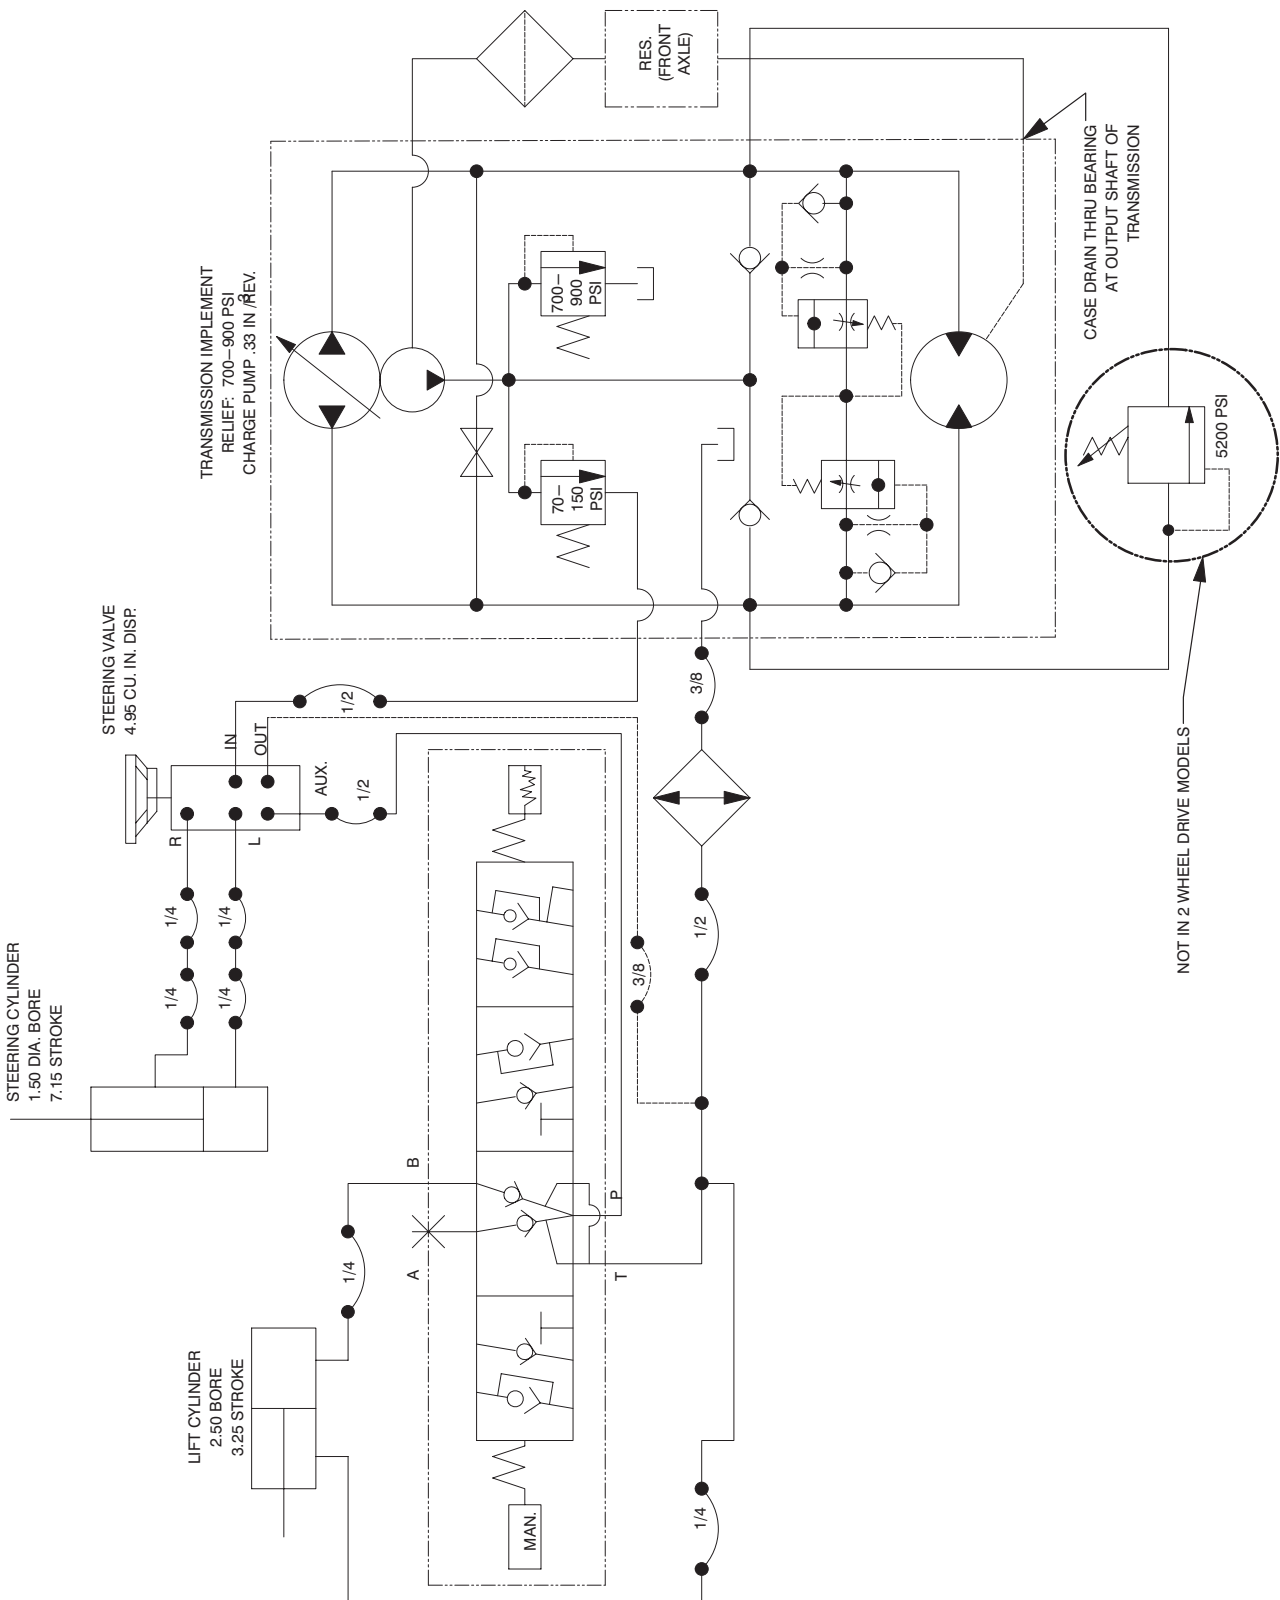 RES.
(FRONT
AXLE)
TRANSMISSION IMPLEMENT
RELIEF: 700–900 PSI
CHARGE PUMP .33 IN 3/REV.
700–
900
PSI
70–
150
PSI
CASE DRAIN THRU BEARING
AT OUTPUT SHAFT OF
TRANSMISSION
5200 PSI
NOT IN 2 WHEEL DRIVE MODELS
STEERING VALVE
4.95 CU. IN. DISP.
IN
OUT
R
L
AUX.
1/2
1/2
3/8
1/4
1/4
1/4
1/4
STEERING CYLINDER
1.50 DIA. BORE
7.15 STROKE
3/8
1/2
B
A
P
T
1/4
LIFT CYLINDER
2.50 BORE
3.25 STROKE
MAN.
1/4